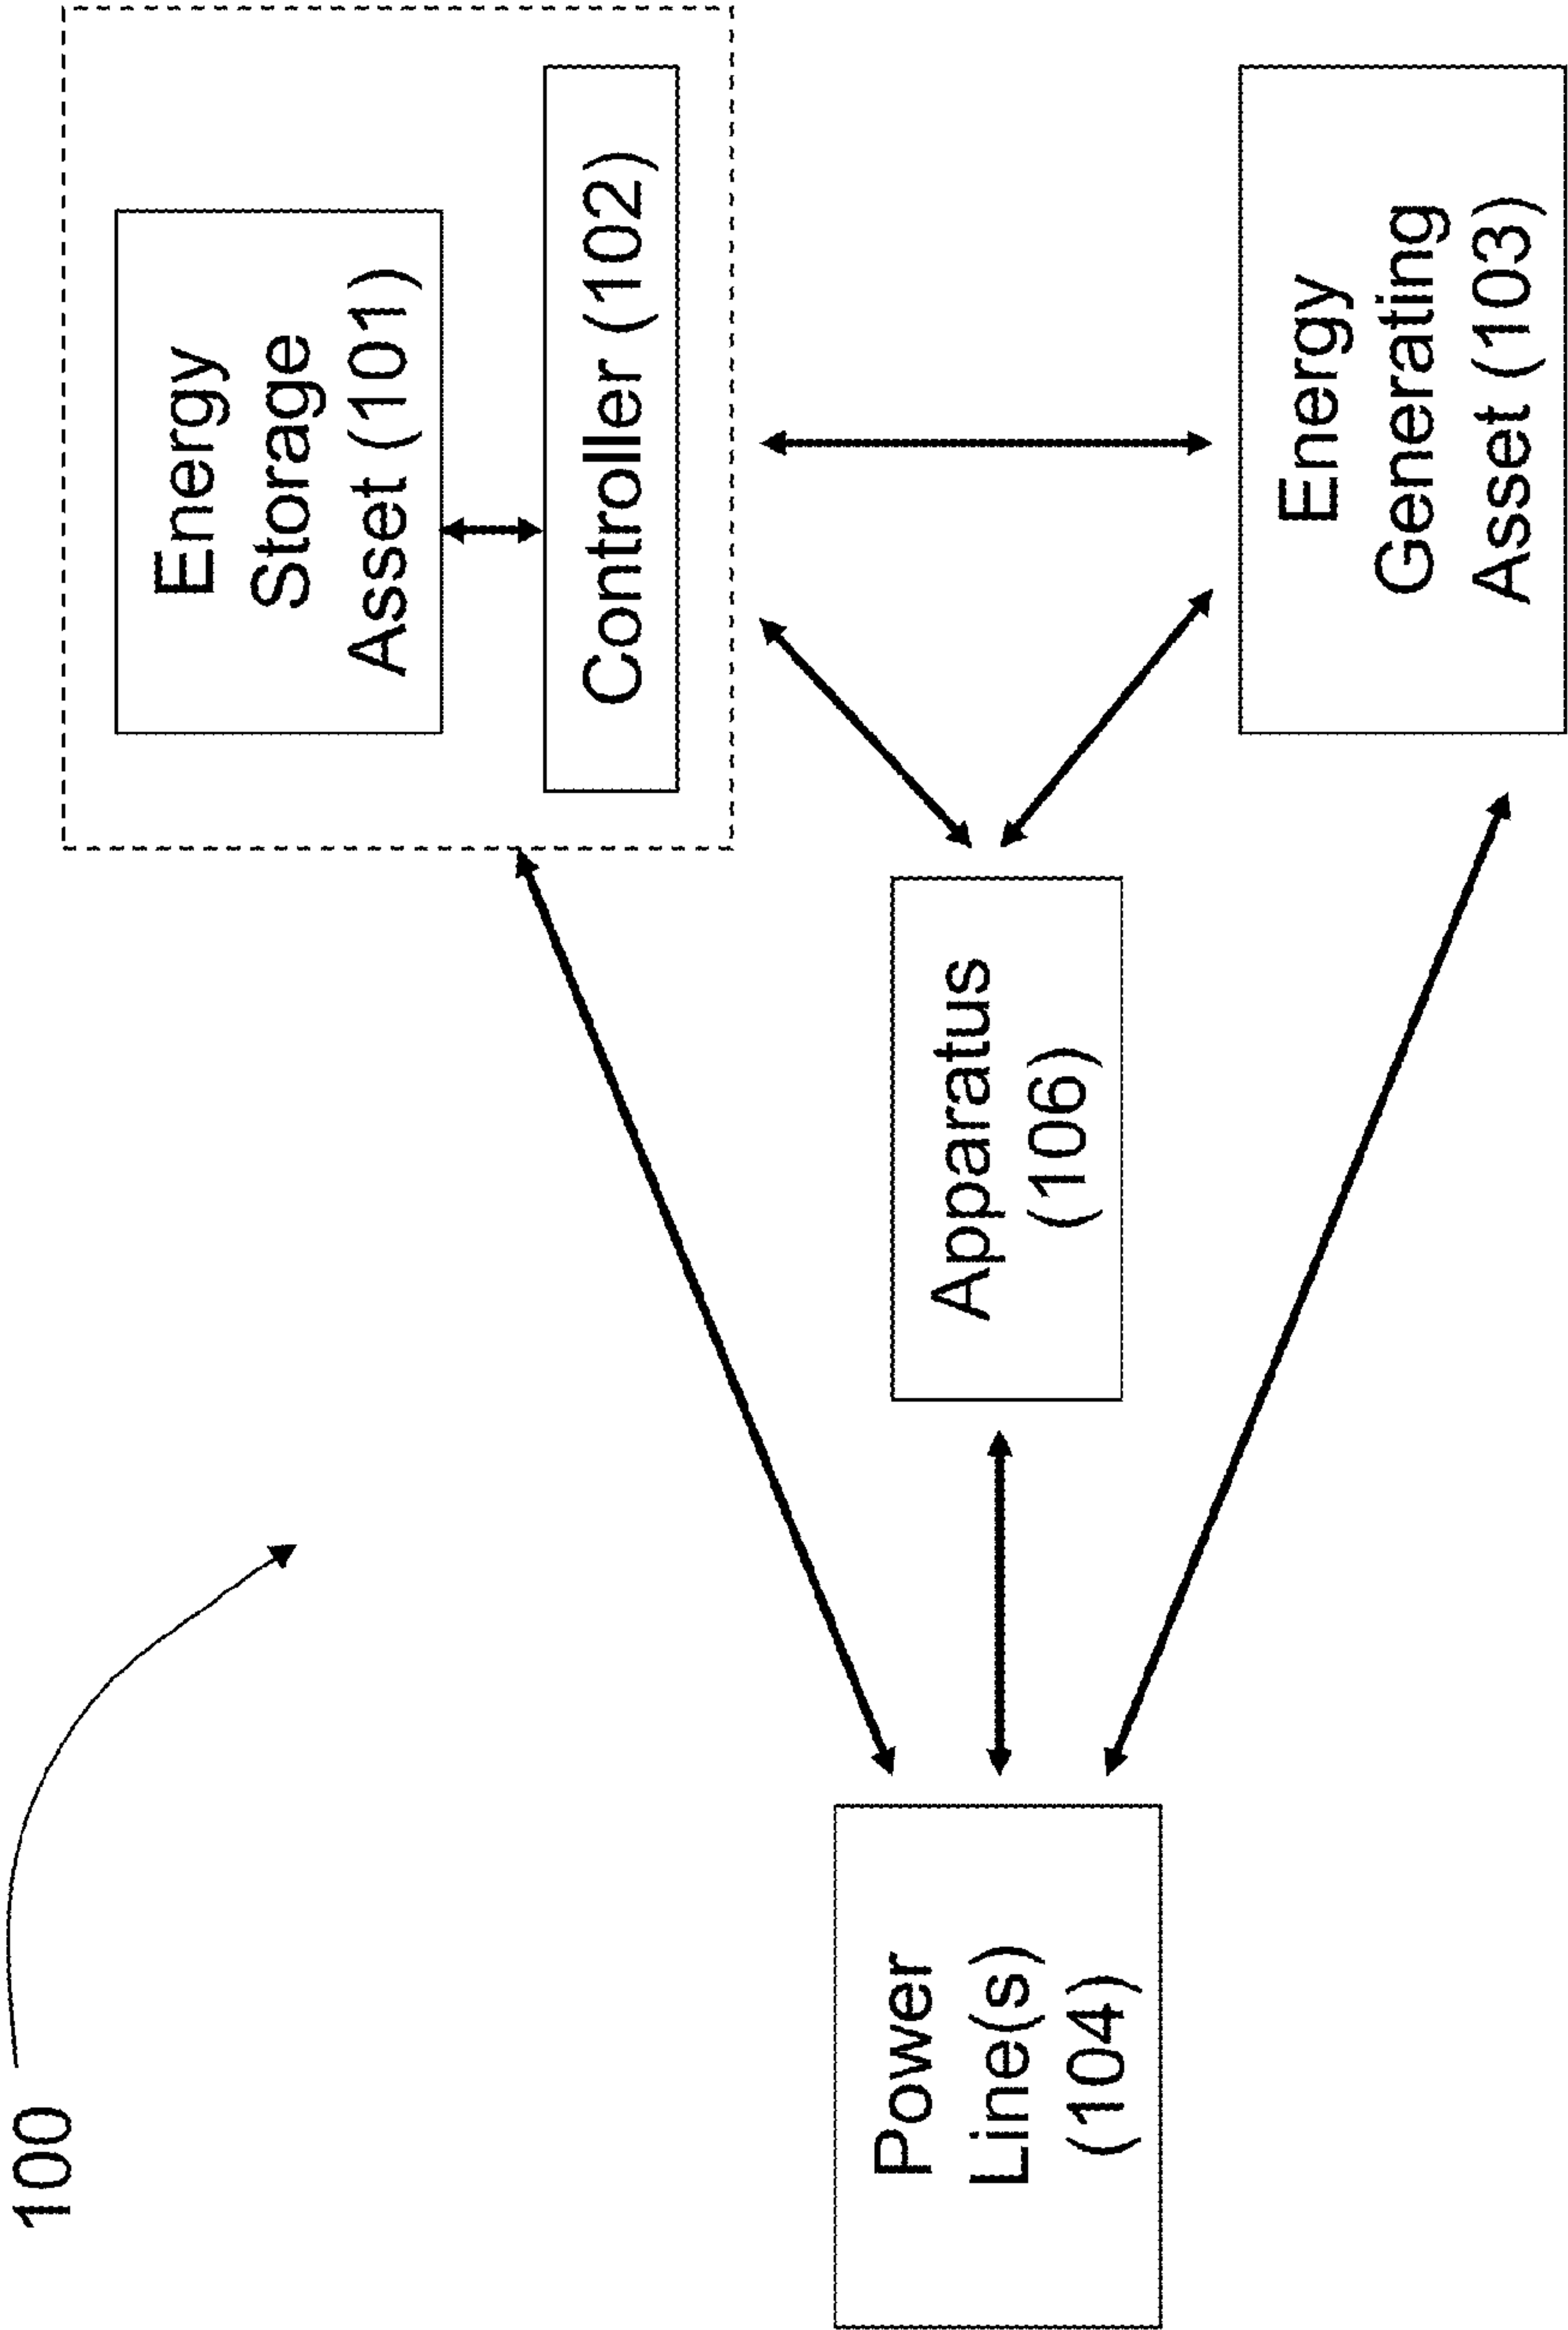 100
Energy
Storage
Asset (101)
Controller (102)
Power
Line(s)
(104)
Apparatus
(106)
Energy
Generating
Asset (103)